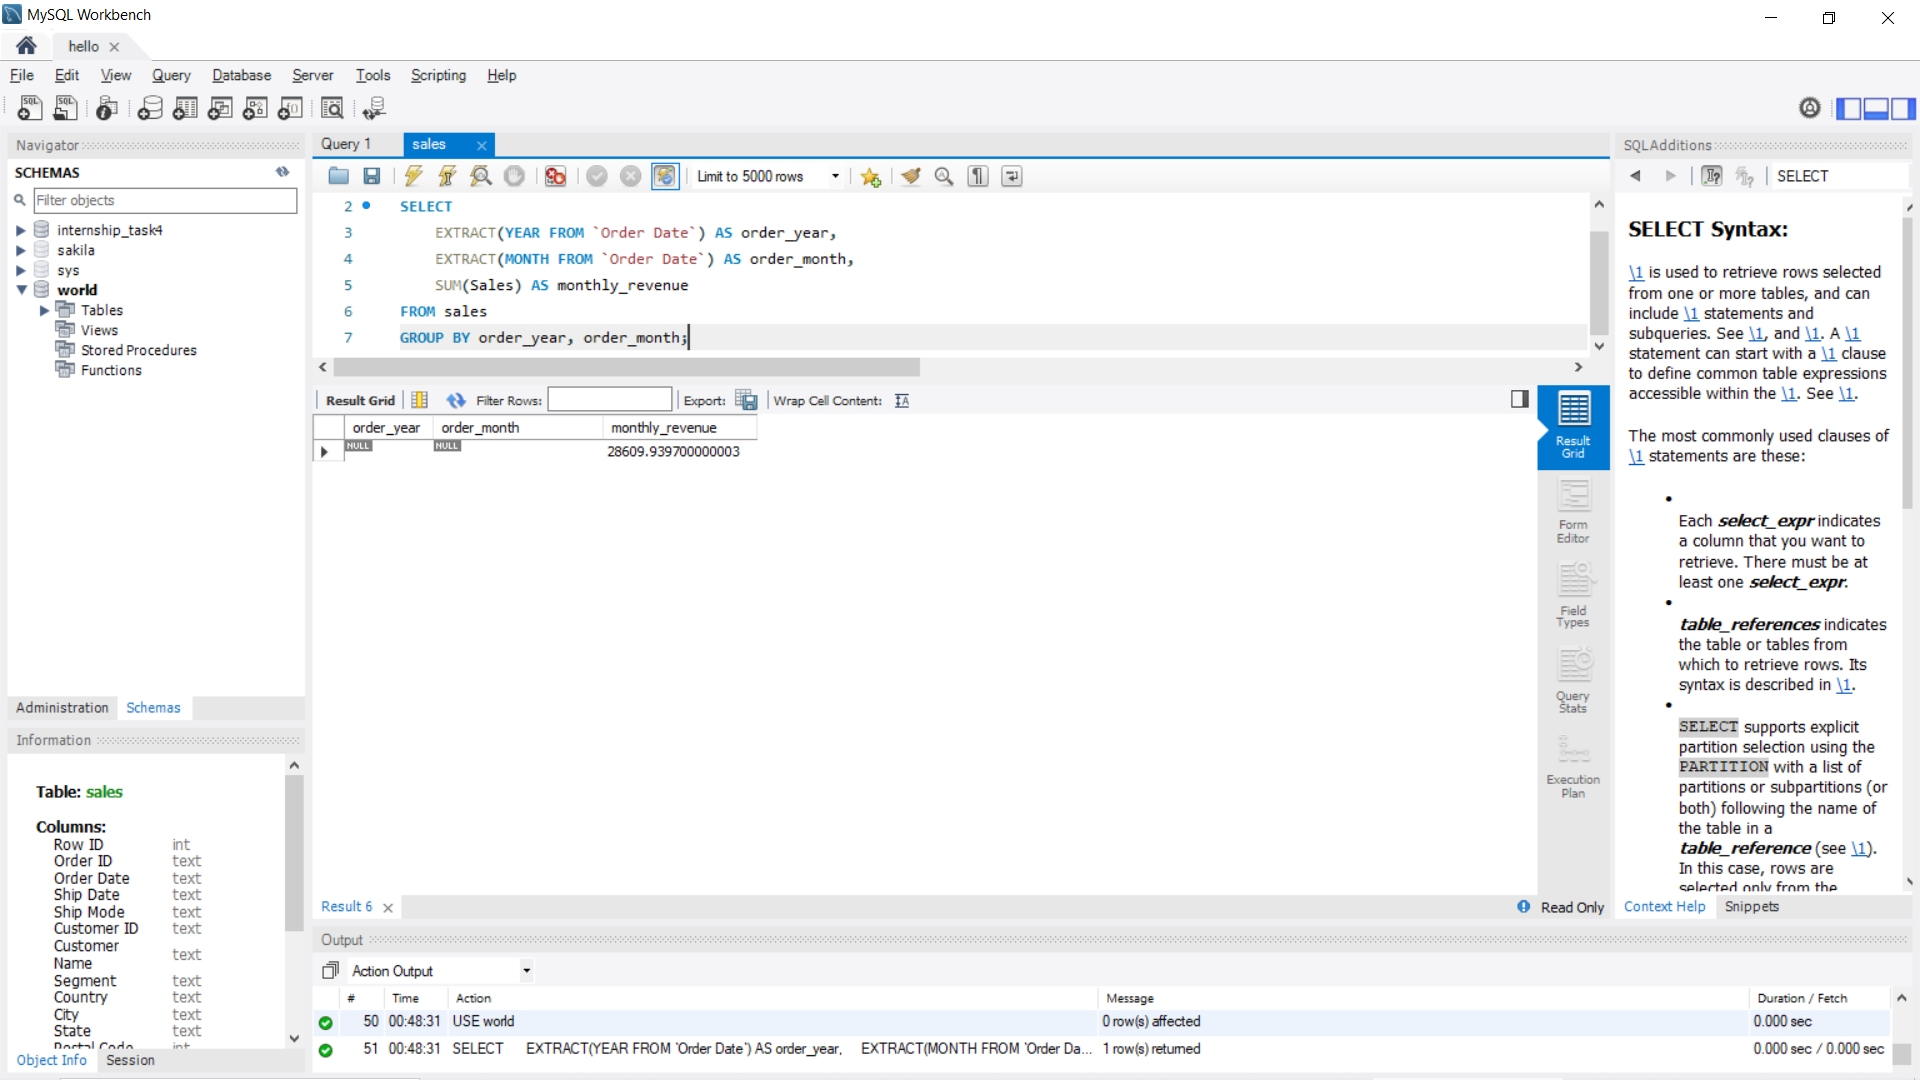 MySQL Workbench
hello
File Edit View Query Database Server Tools Scripting Help
Navigator
SCHEMAS
Filter objects
internship_task4
sakila
sys
world
Tables
Views
Stored Procedures
Functions
Administration Schemas
Information
Table: sales
Columns:
Row ID int
Order ID text
Order Date text
Ship Date text
Ship Mode text
Customer ID text
Customer Name text
Segment text
Country text
City text
State text
Postal Code int
Object Info Session
Query 1 sales
Limit to 5000 rows
2 SELECT
3 EXTRACT(YEAR FROM `Order Date`) AS order_year,
4 EXTRACT(MONTH FROM `Order Date`) AS order_month,
5 SUM(Sales) AS monthly_revenue
6 FROM sales
7 GROUP BY order_year, order_month;
Result Grid Filter Rows: Export: Wrap Cell Content:
order_year order_month monthly_revenue
NULL NULL 28609.939700000003
Result Grid
Form Editor
Field Types
Query Stats
Execution Plan
Result 6 Read Only
Output
Action Output
# Time Action Message Duration / Fetch
50 00:48:31 USE world 0 row(s) affected 0.000 sec
51 00:48:31 SELECT EXTRACT(YEAR FROM `Order Date`) AS order_year, EXTRACT(MONTH FROM `Order Da... 1 row(s) returned 0.000 sec / 0.000 sec
SQLAdditions
SELECT
SELECT Syntax:
\1 is used to retrieve rows selected
from one or more tables, and can
include \1 statements and
subqueries. See \1, and \1. A \1
statement can start with a \1 clause
to define common table expressions
accessible within the \1. See \1.
The most commonly used clauses of
\1 statements are these:
Each select_expr indicates
a column that you want to
retrieve. There must be at
least one select_expr.
table_references indicates
the table or tables from
which to retrieve rows. Its
syntax is described in \1.
SELECT supports explicit
partition selection using the
PARTITION with a list of
partitions or subpartitions (or
both) following the name of
the table in a
table_reference (see \1).
In this case, rows are
selected only from the
Context Help Snippets